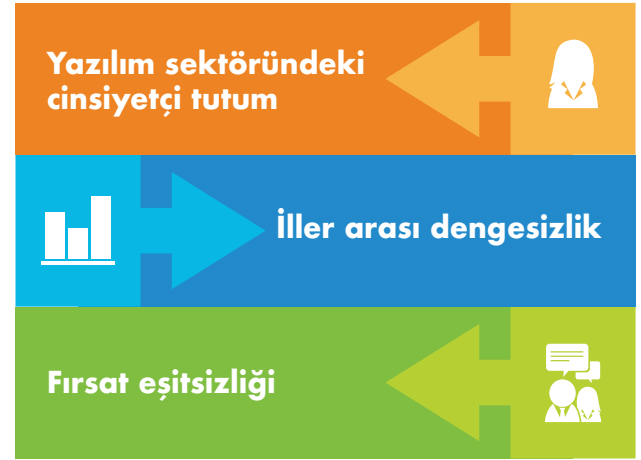 Yazılım sektöründeki
cinsiyetçi tutum
İller arası dengesizlik
Fırsat eşitsizliği